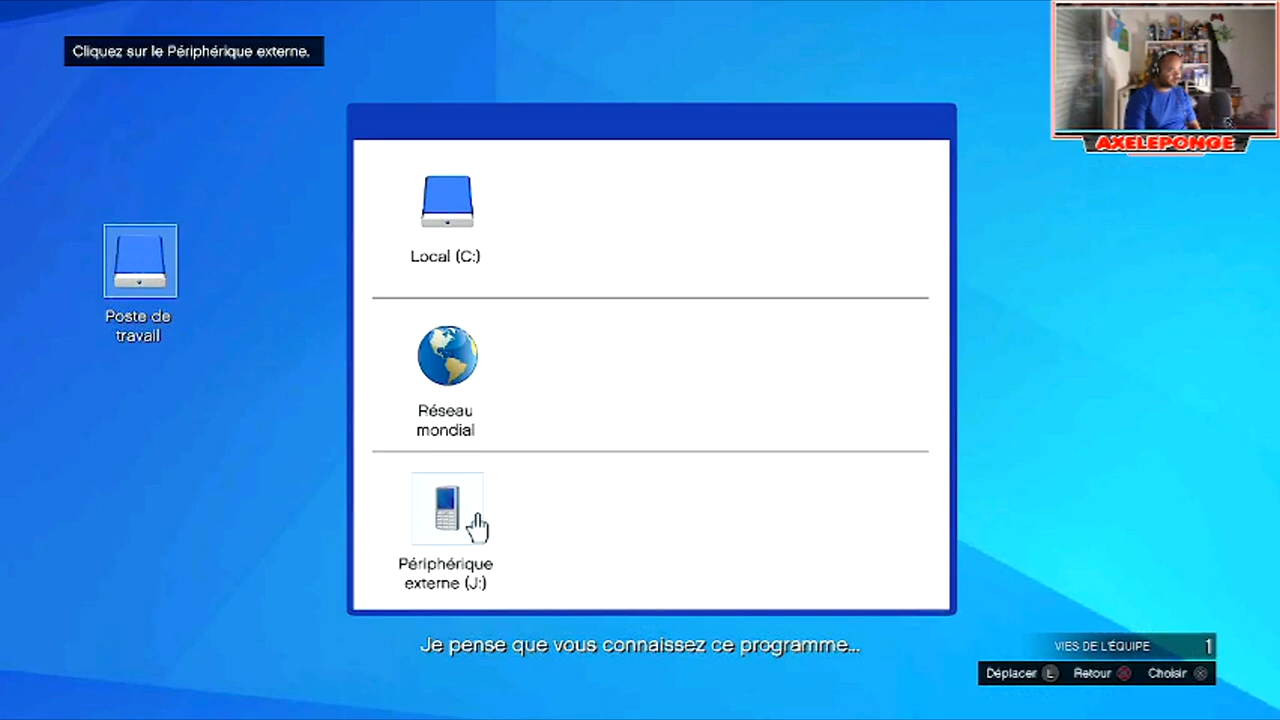 Cliquez sur le Périphérique externe.
AXELEPONGE
Local (C:)
Poste de
travail
Réseau
mondial
Périphérique
externe (J:)
Je pense que vous connaissez ce programme...
VIES DE L'ÉQUIPE 1
Déplacer L Retour Choisir